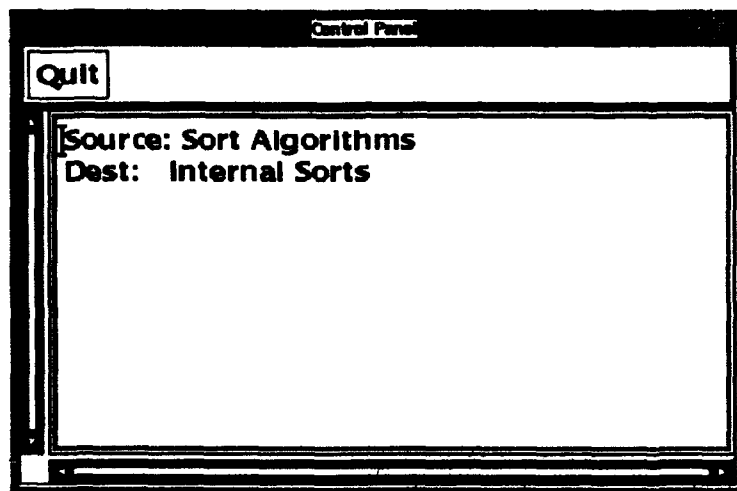 Control Panel
Quit
Source: Sort Algorithms
Dest: Internal Sorts